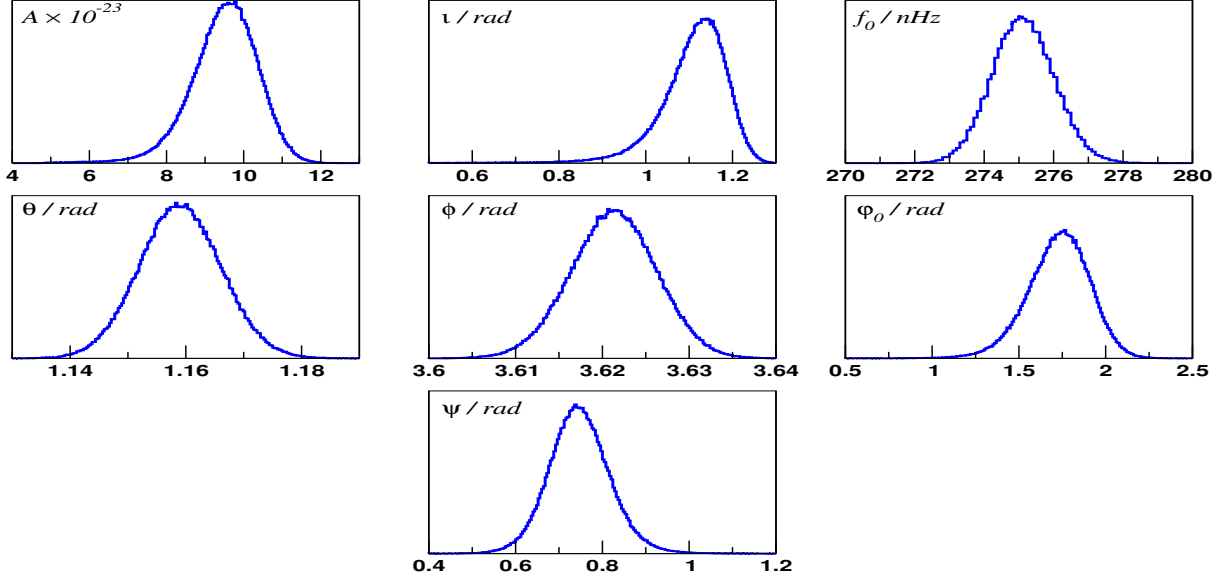 A × 10⁻²³
ι / rad
f₀ / nHz
4 6 8 10 12
0.6 0.8 1 1.2
270 272 274 276 278 280
θ / rad
ϕ / rad
φ₀ / rad
1.14 1.16 1.18
3.6 3.61 3.62 3.63 3.64
0.5 1 1.5 2 2.5
ψ / rad
0.4 0.6 0.8 1 1.2